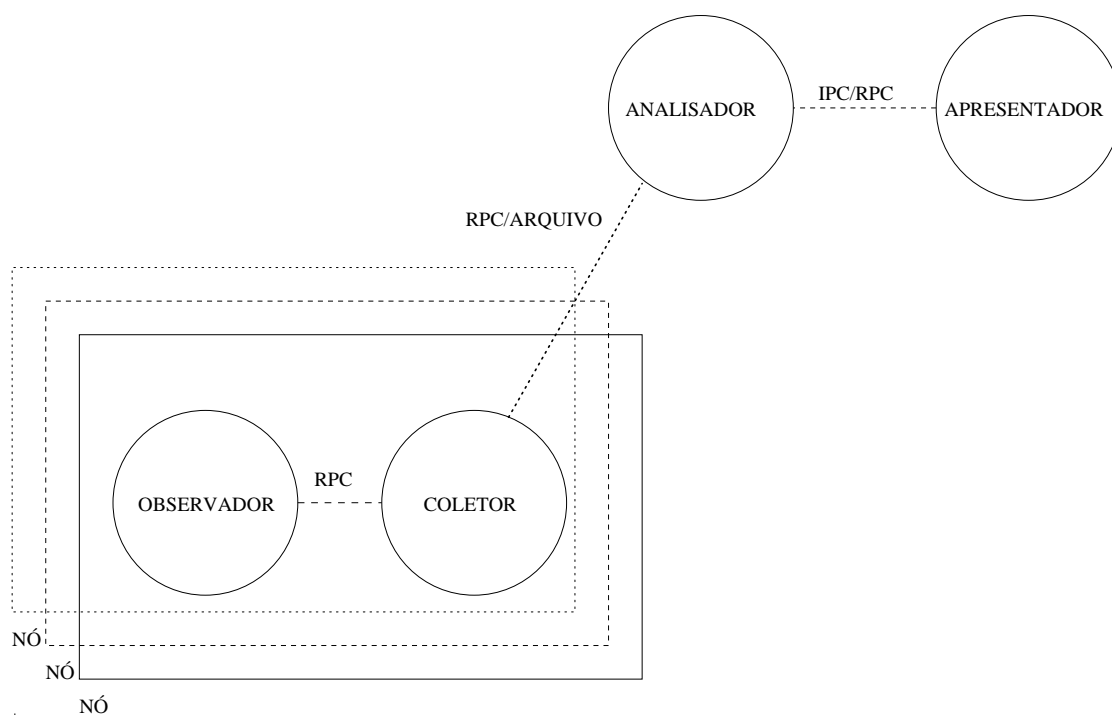 IPC/RPC
ANALISADOR
APRESENTADOR
RPC/ARQUIVO
RPC
OBSERVADOR
COLETOR
NÓ
NÓ
NÓ